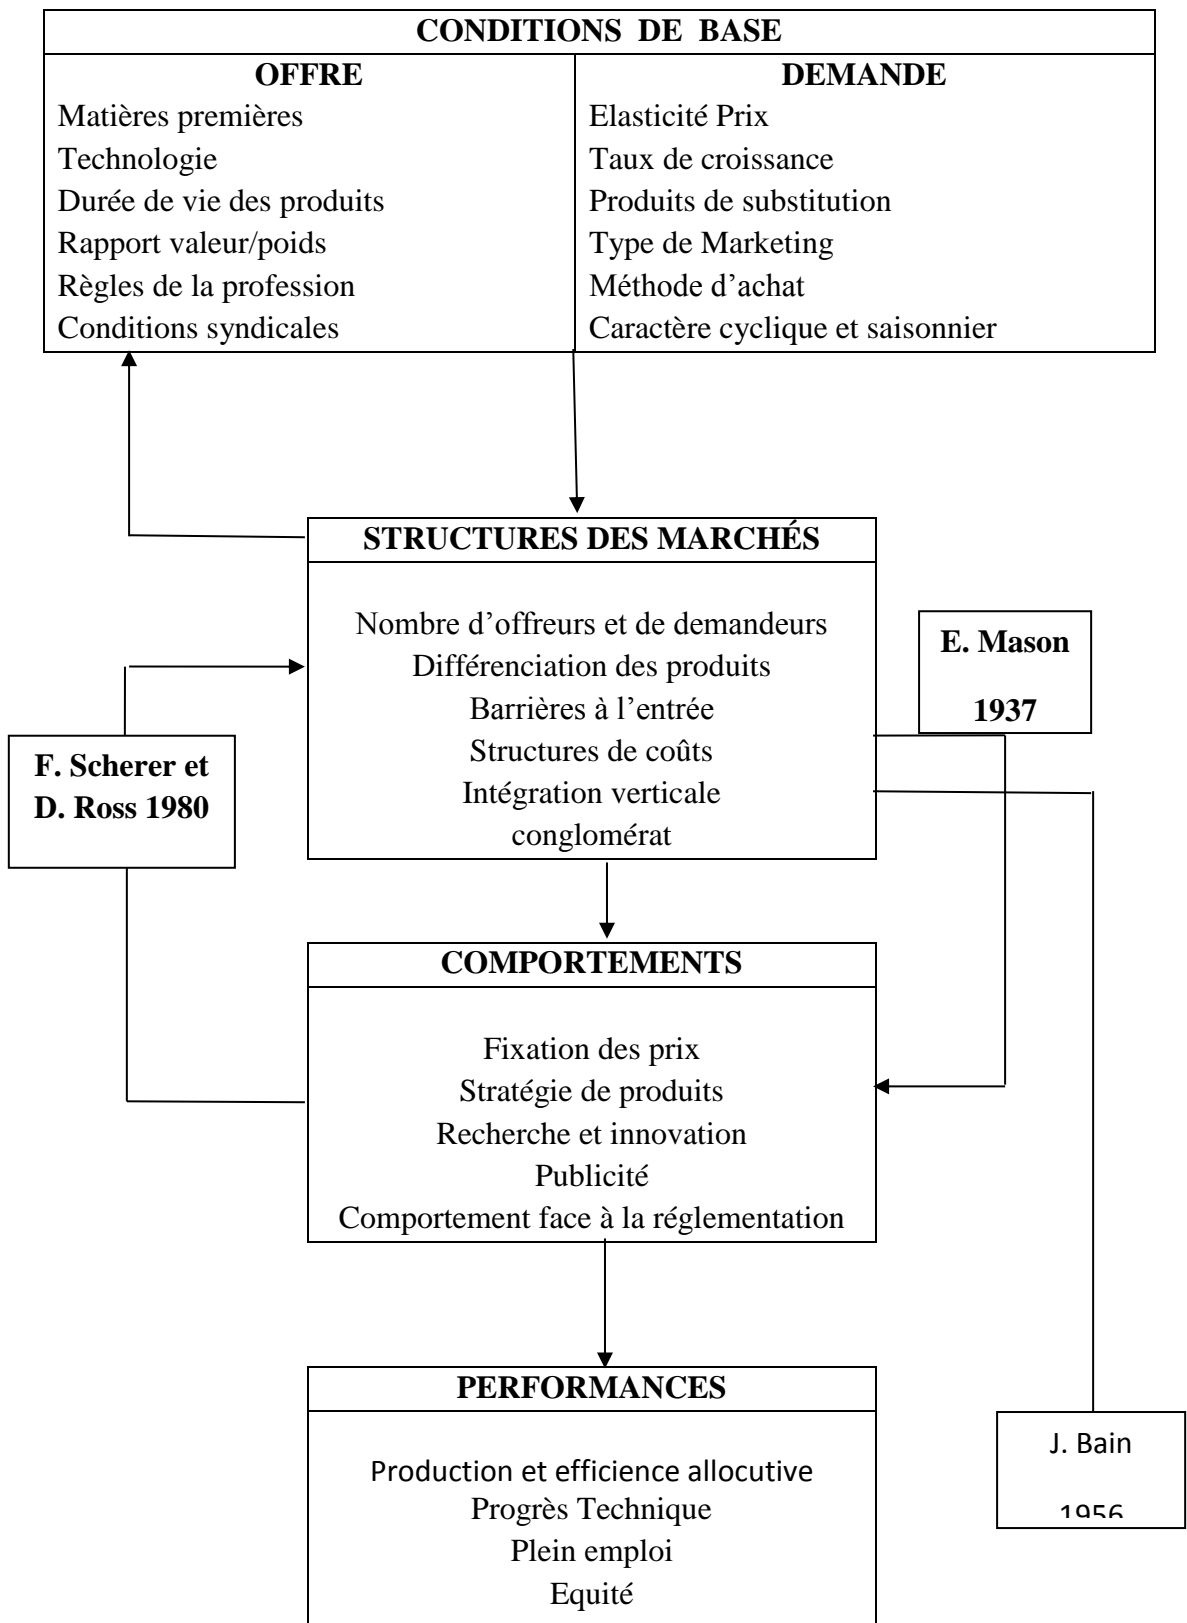 CONDITIONS DE BASE
OFFRE
Matières premières
Technologie
Durée de vie des produits
Rapport valeur/poids
Règles de la profession
Conditions syndicales
DEMANDE
Elasticité Prix
Taux de croissance
Produits de substitution
Type de Marketing
Méthode d’achat
Caractère cyclique et saisonnier
STRUCTURES DES MARCHÉS
Nombre d’offreurs et de demandeurs
Différenciation des produits
Barrières à l’entrée
Structures de coûts
Intégration verticale
conglomérat
E. Mason
1937
F. Scherer et
D. Ross 1980
COMPORTEMENTS
Fixation des prix
Stratégie de produits
Recherche et innovation
Publicité
Comportement face à la réglementation
PERFORMANCES
Production et efficience allocutive
Progrès Technique
Plein emploi
Equité
J. Bain
1956